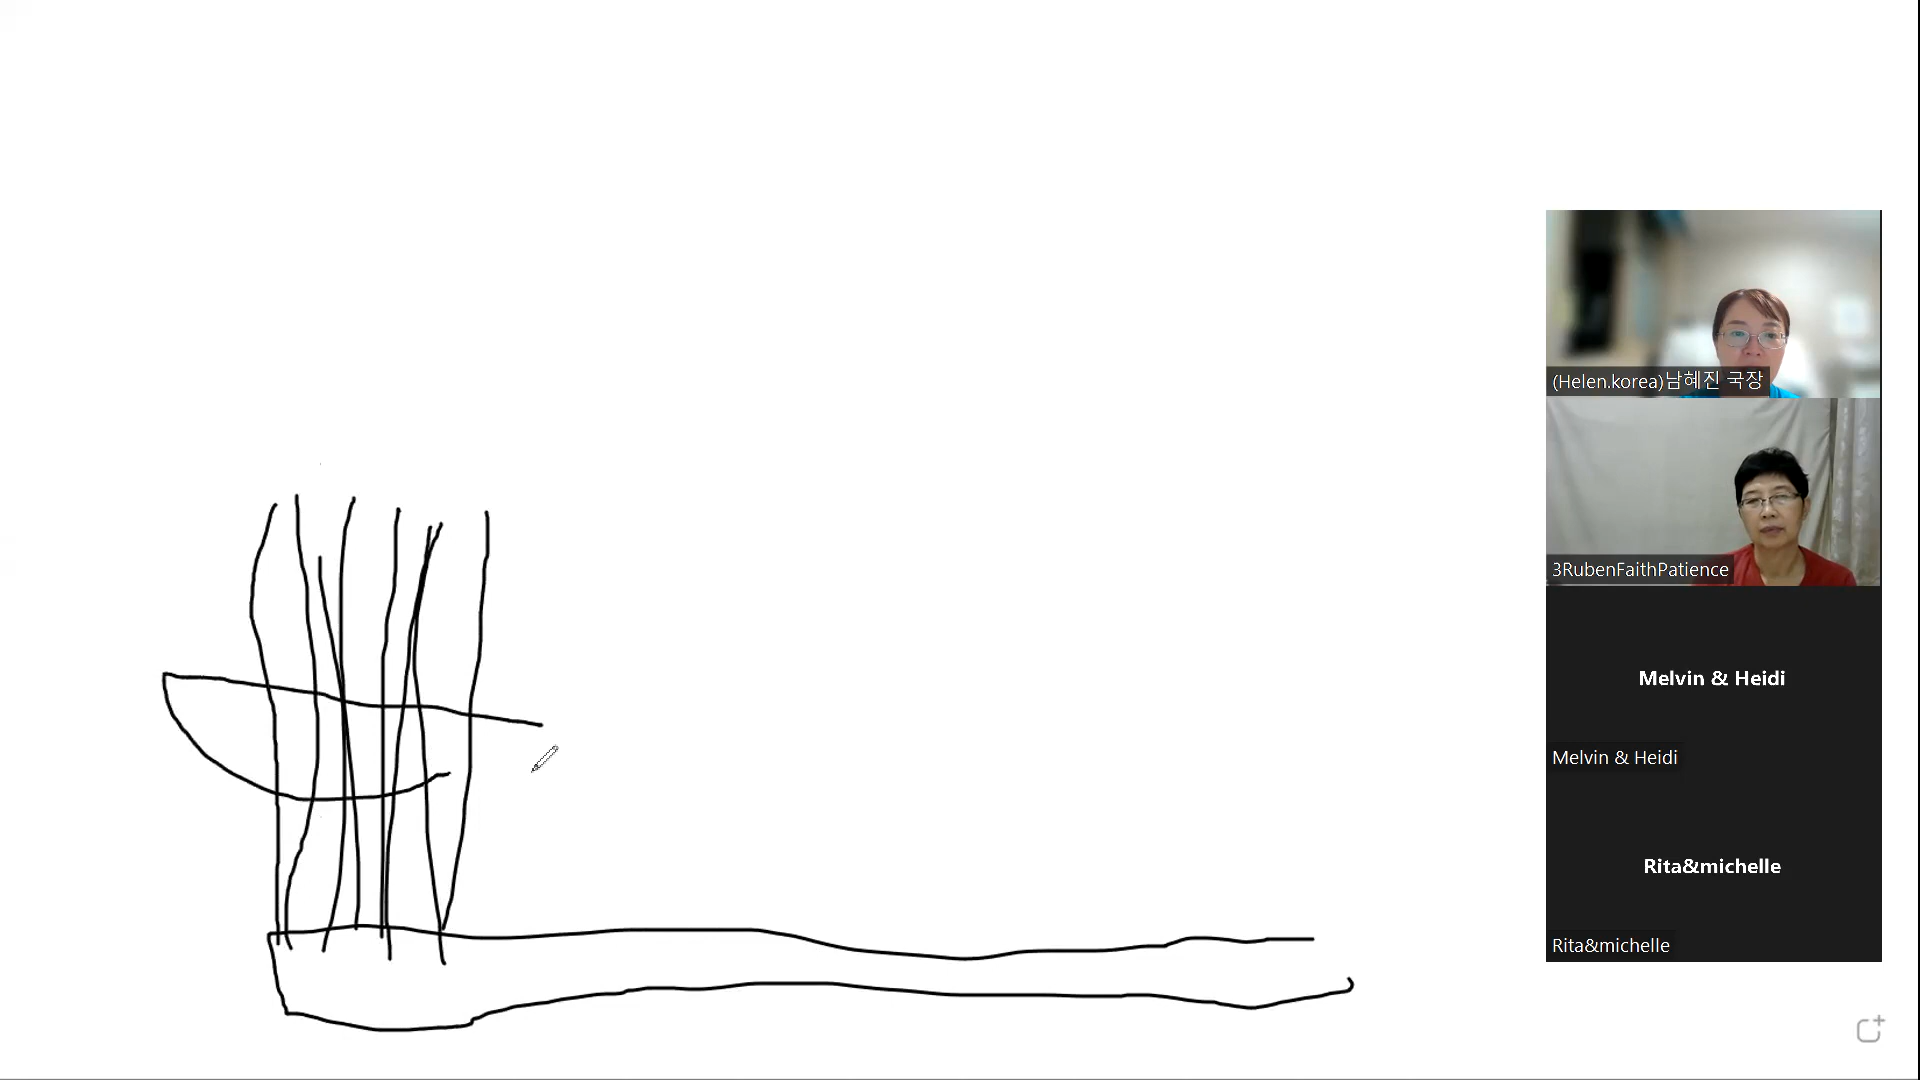 (Helen.korea)남혜진 국장
3RubenFaithPatience
Melvin & Heidi
Melvin & Heidi
Rita&michelle
Rita&michelle